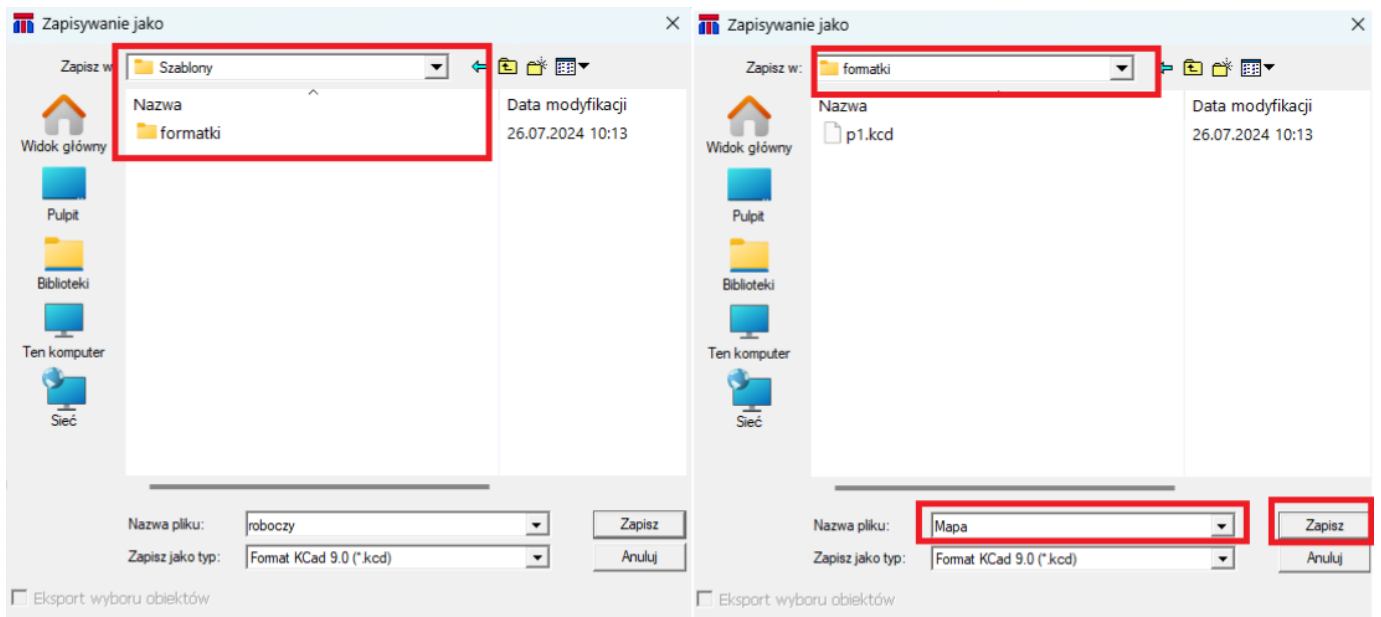 Zapisywanie jako
Zapisz w:
Szablony
Nazwa
Data modyfikacji
formatki
26.07.2024 10:13
Widok główny
Pulpit
Biblioteki
Ten komputer
Sieć
Nazwa pliku:
roboczy
Zapisz
Zapisz jako typ:
Format KCad 9.0 (*.kcd)
Anuluj
Eksport wyboru obiektów
Zapisywanie jako
Zapisz w:
formatki
Nazwa
Data modyfikacji
p1.kcd
26.07.2024 10:13
Widok główny
Pulpit
Biblioteki
Ten komputer
Sieć
Nazwa pliku:
Mapa
Zapisz
Zapisz jako typ:
Format KCad 9.0 (*.kcd)
Anuluj
Eksport wyboru obiektów